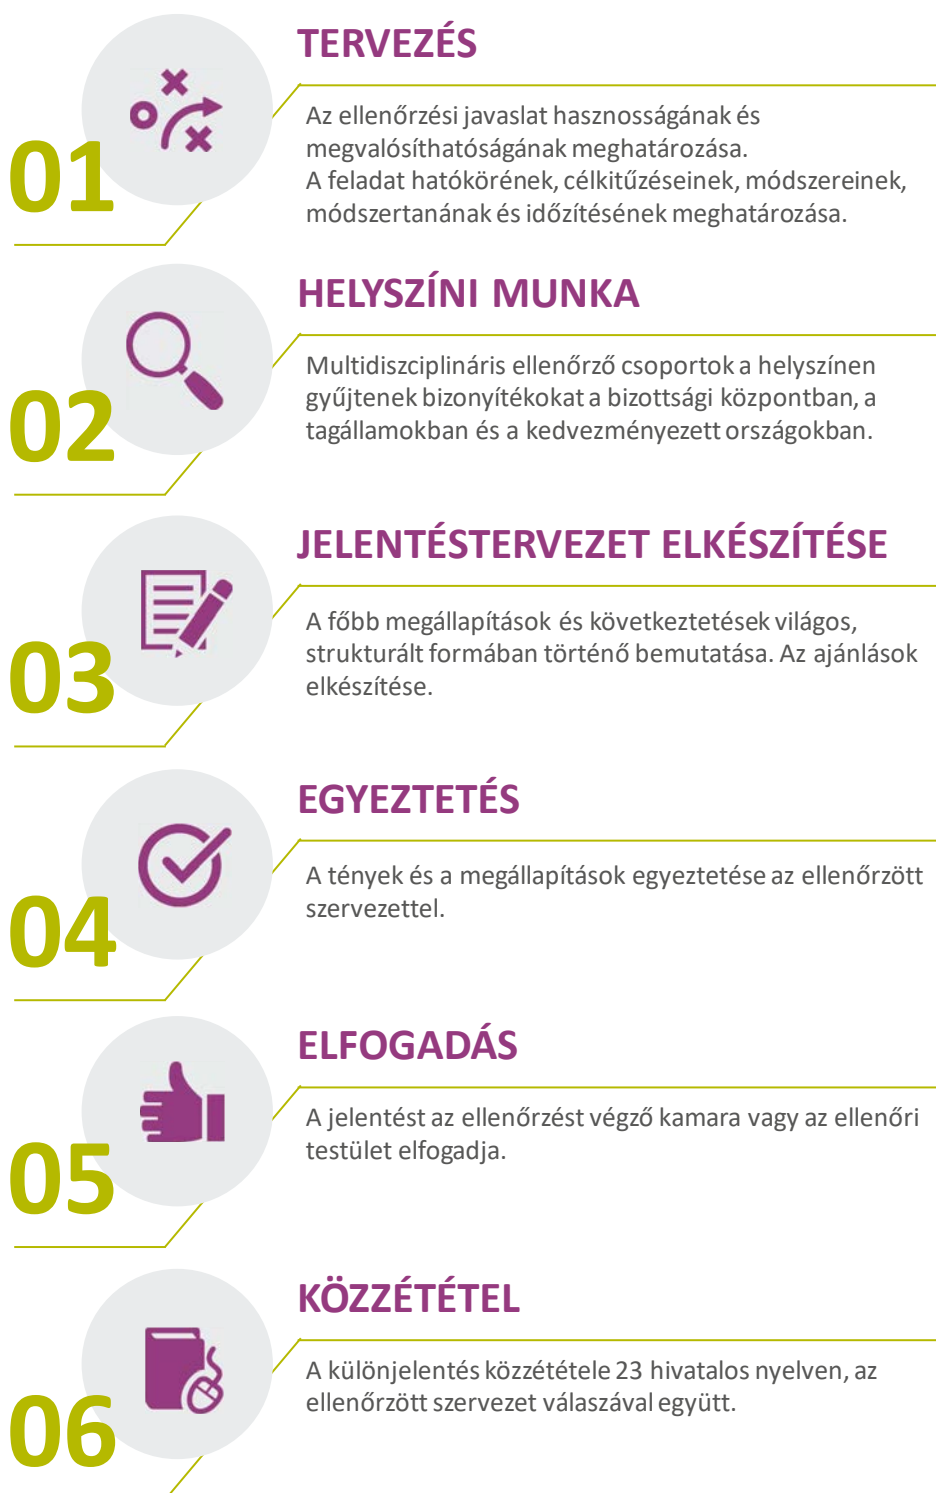 01
TERVEZÉS
Az ellenőrzési javaslat hasznosságának és
megvalósíthatóságának meghatározása.
A feladat hatókörének, célkitűzéseinek, módszereinek,
módszertanának és időzítésének meghatározása.
02
HELYSZÍNI MUNKA
Multidiszciplináris ellenőrző csoportok a helyszínen
gyűjtenek bizonyítékokat a bizottsági központban, a
tagállamokban és a kedvezményezett országokban.
03
JELENTÉSTERVEZET ELKÉSZÍTÉSE
A főbb megállapítások és következtetések világos,
strukturált formában történő bemutatása. Az ajánlások
elkészítése.
04
EGYEZTETÉS
A tények és a megállapítások egyeztetése az ellenőrzött
szervezettel.
05
ELFOGADÁS
A jelentést az ellenőrzést végző kamara vagy az ellenőri
testület elfogadja.
06
KÖZZÉTÉTEL
A különjelentés közzététele 23 hivatalos nyelven, az
ellenőrzött szervezet válaszával együtt.